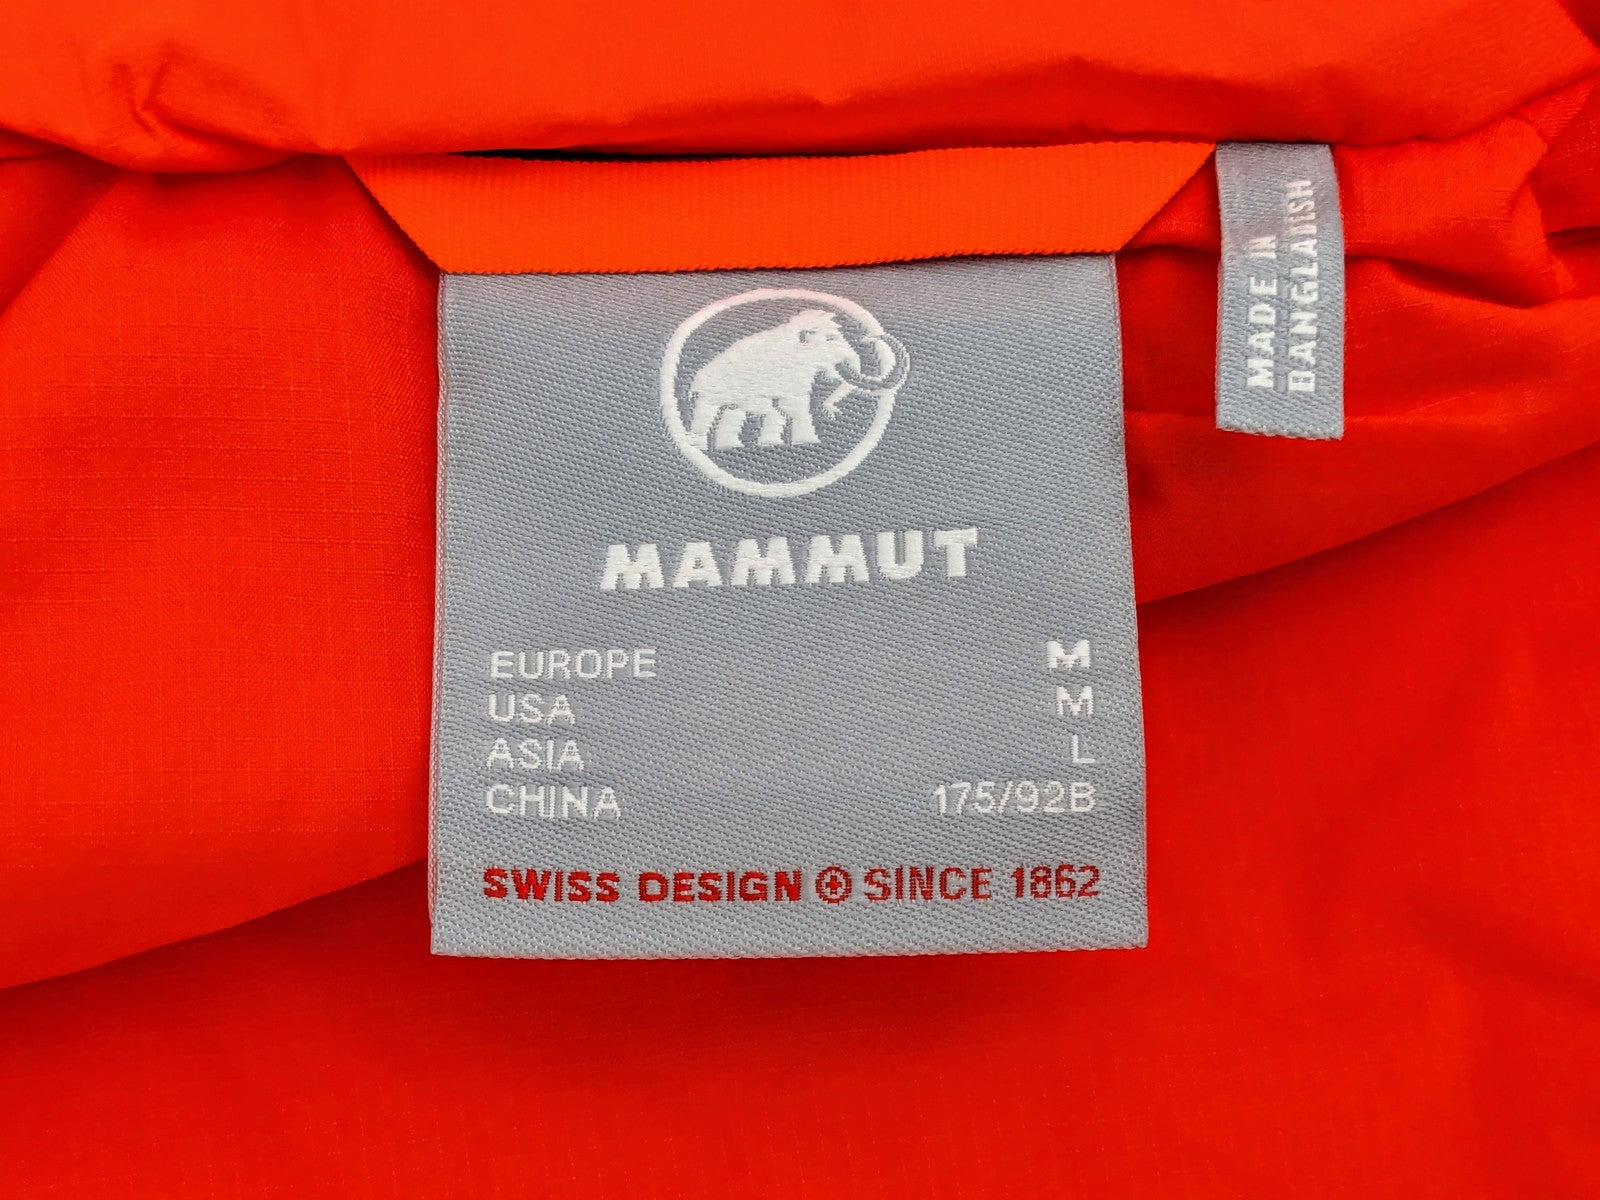 MAMMUT
EUROPE M
USA M
ASIA L
CHINA 175/92B
SWISS DESIGN SINCE 1862
MADE IN
BANGLADESH